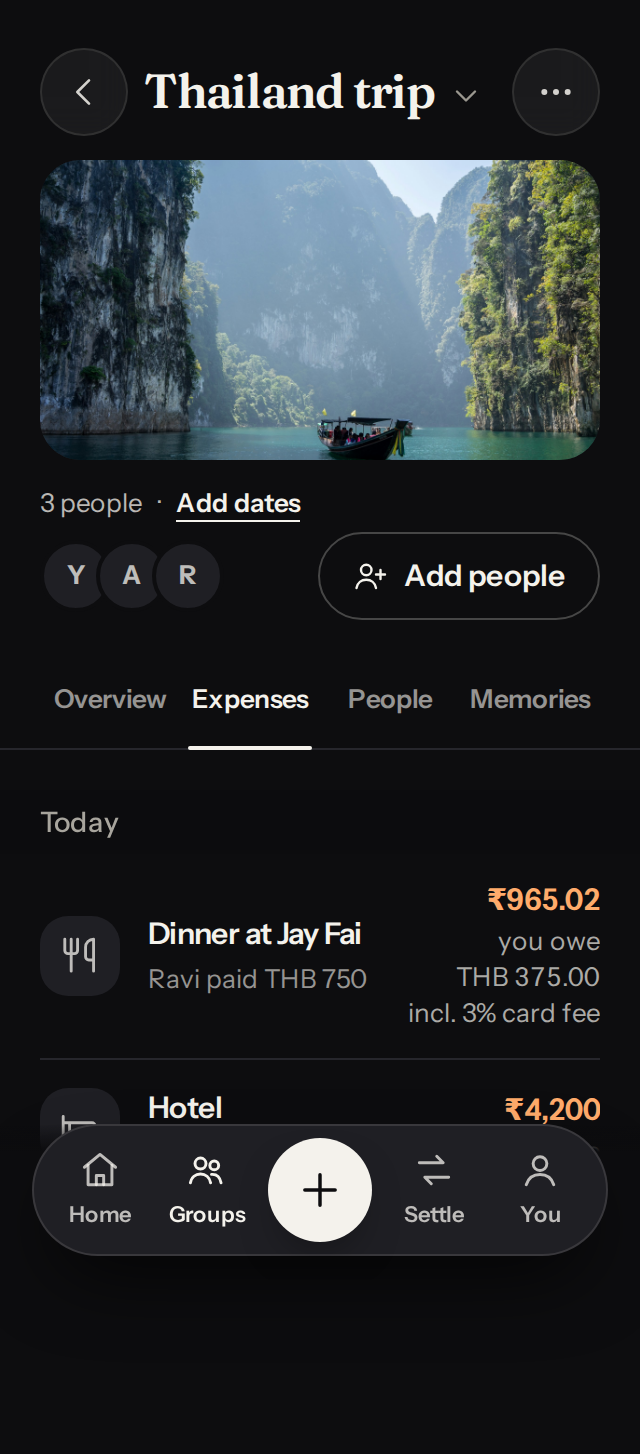 Thailand trip
3 people · Add dates
Y A R
Add people
Overview Expenses People Memories
Today
Dinner at Jay Fai
Ravi paid THB 750
₹965.02
you owe
THB 375.00
incl. 3% card fee
Hotel
₹4,200
Home Groups Settle You